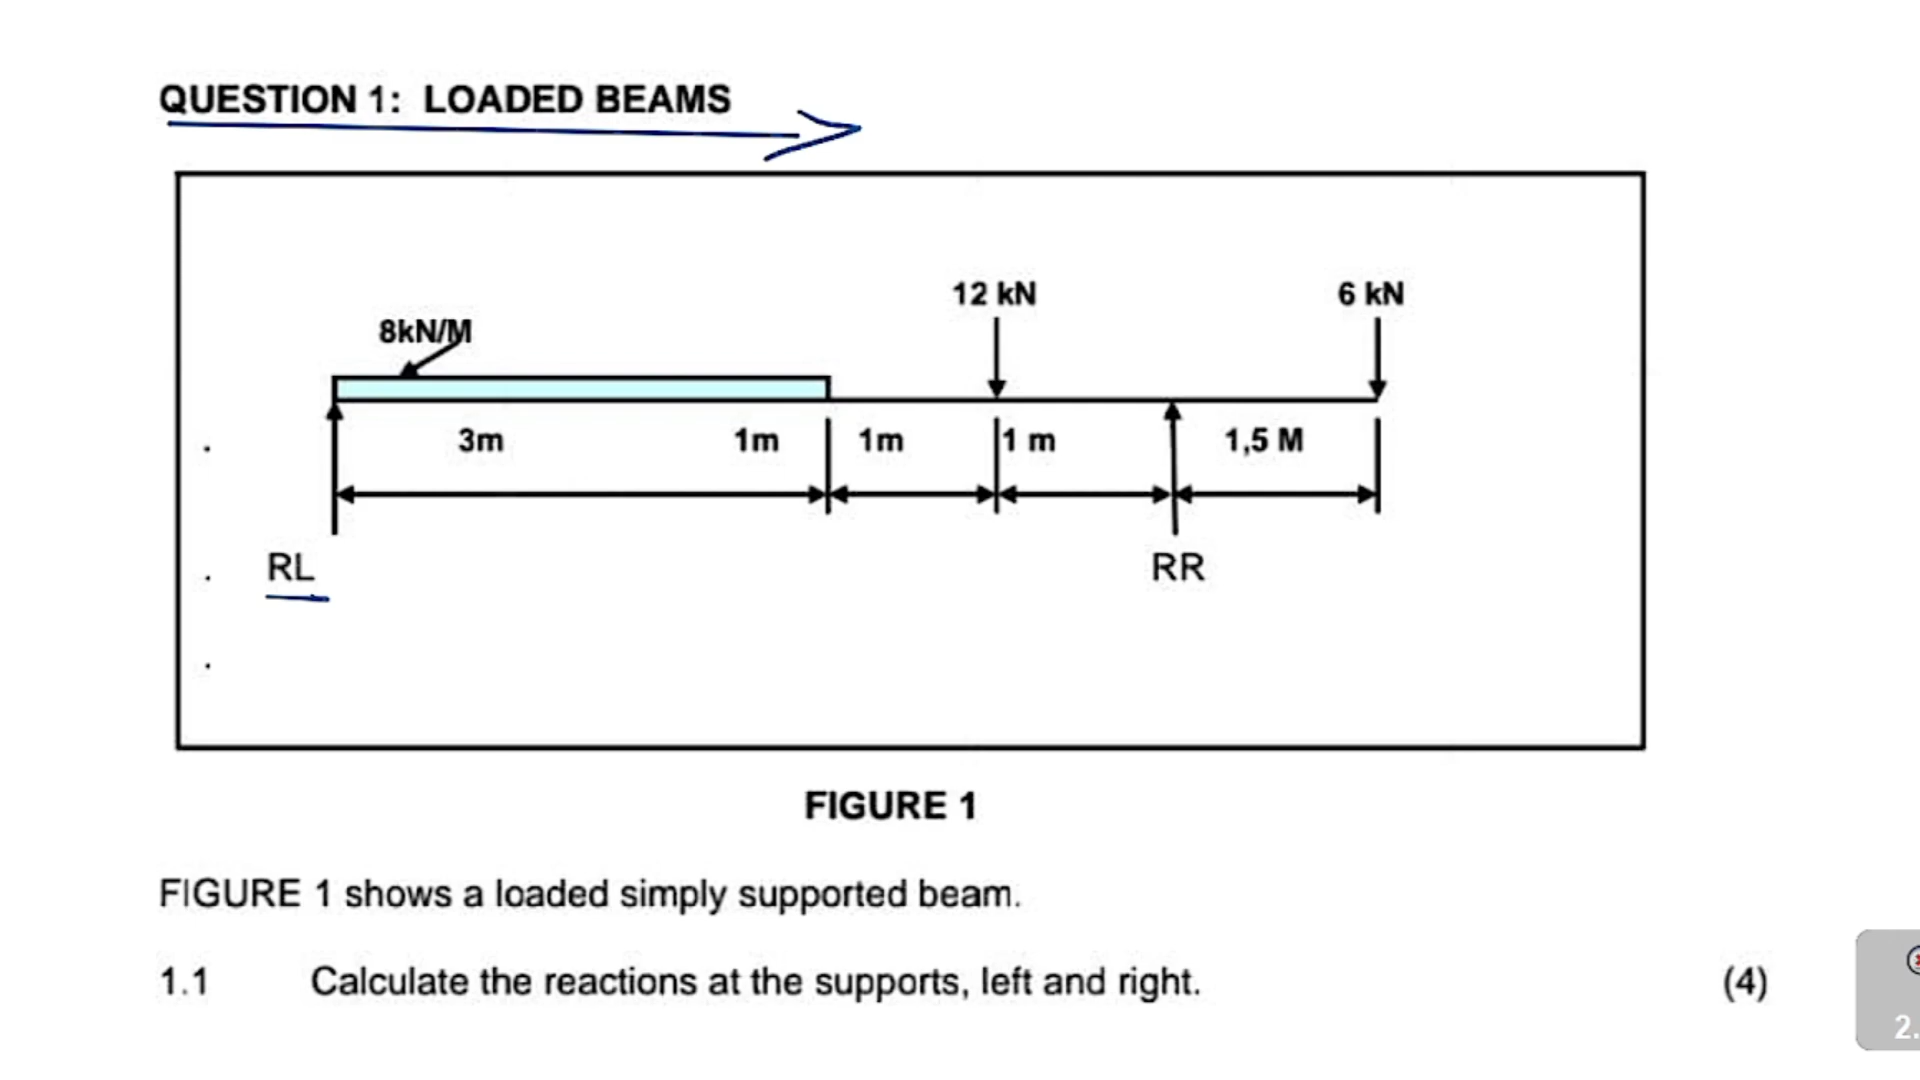 QUESTION 1: LOADED BEAMS
12 kN 6 kN
8kN/M
3m 1m 1m 1 m 1,5 M
RL RR
FIGURE 1
FIGURE 1 shows a loaded simply supported beam.
1.1 Calculate the reactions at the supports, left and right. (4)
2.